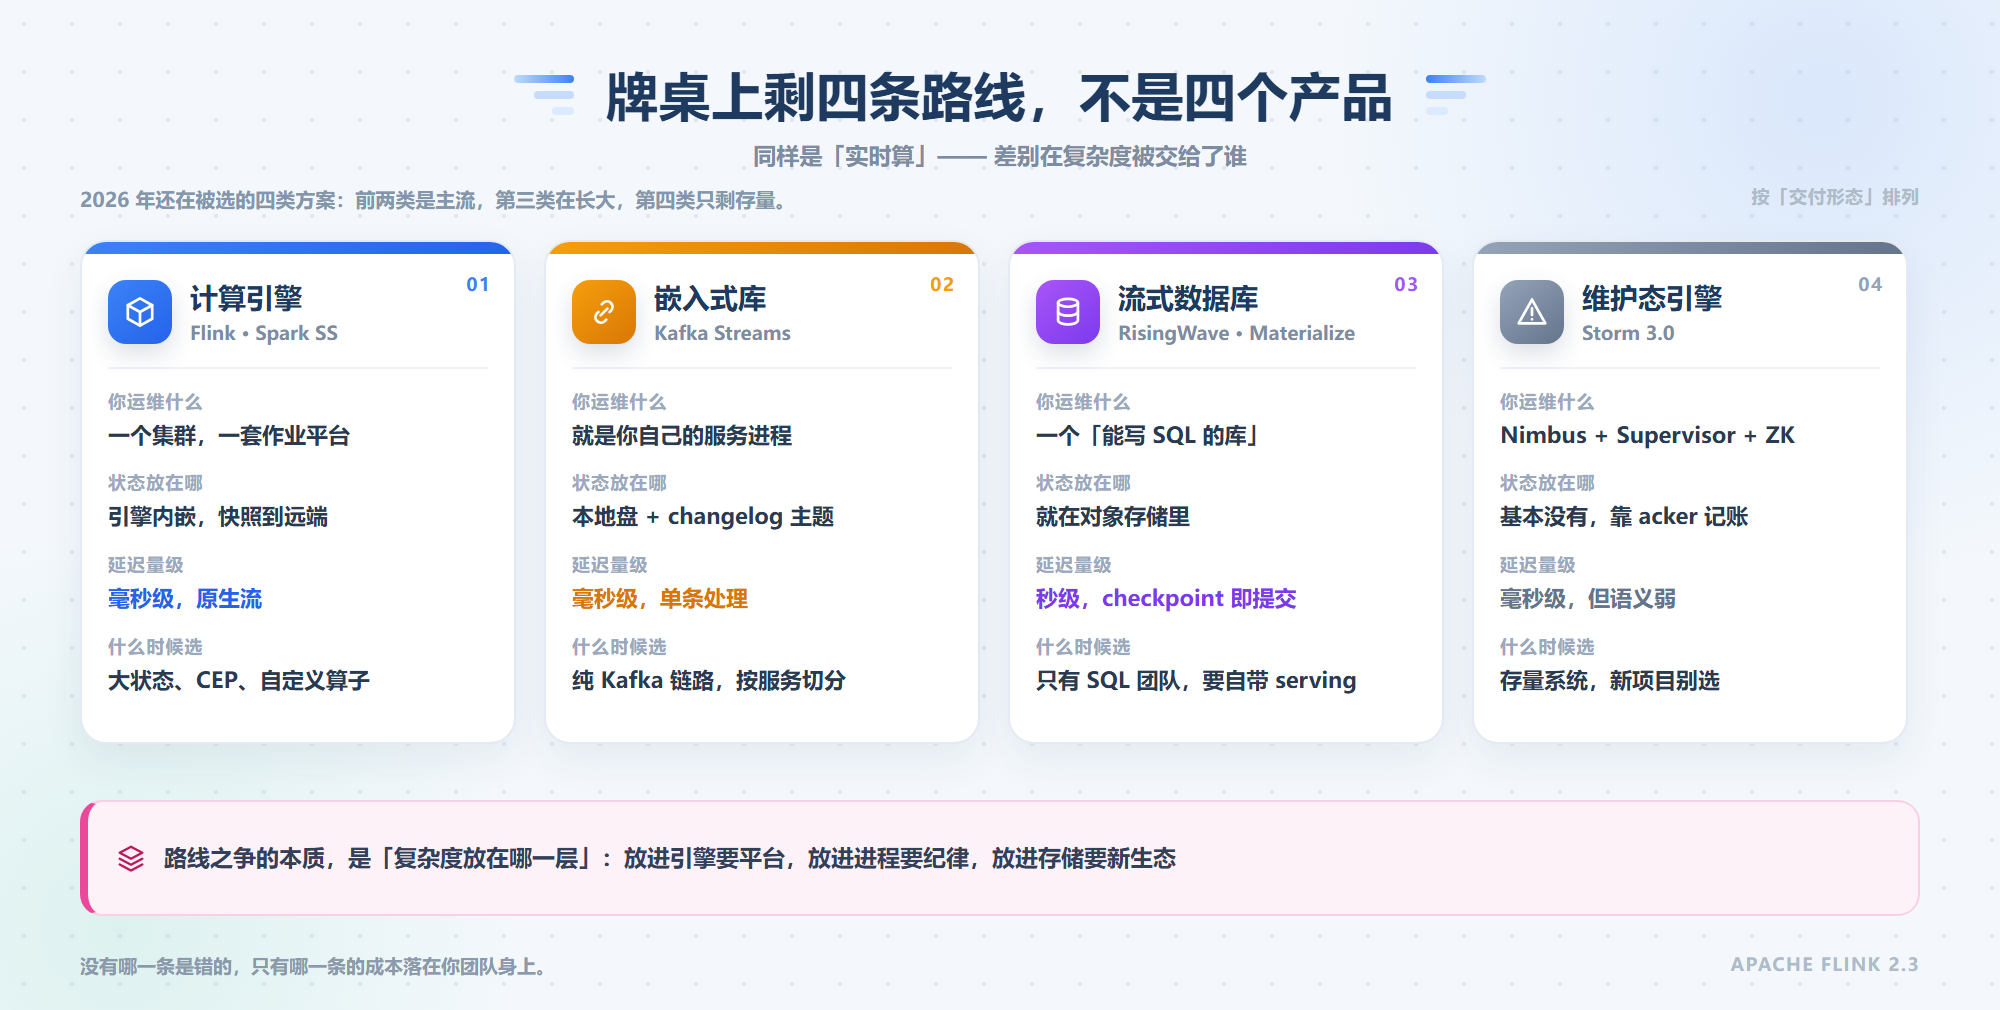 牌桌上剩四条路线，不是四个产品
同样是「实时算」—— 差别在复杂度被交给了谁
2026 年还在被选的四类方案：前两类是主流，第三类在长大，第四类只剩存量。
按「交付形态」排列
计算引擎
01
Flink • Spark SS
你运维什么
一个集群，一套作业平台
状态放在哪
引擎内嵌，快照到远端
延迟量级
毫秒级，原生流
什么时候选
大状态、CEP、自定义算子
嵌入式库
02
Kafka Streams
你运维什么
就是你自己的服务进程
状态放在哪
本地盘 + changelog 主题
延迟量级
毫秒级，单条处理
什么时候选
纯 Kafka 链路，按服务切分
流式数据库
03
RisingWave • Materialize
你运维什么
一个「能写 SQL 的库」
状态放在哪
就在对象存储里
延迟量级
秒级，checkpoint 即提交
什么时候选
只有 SQL 团队，要自带 serving
维护态引擎
04
Storm 3.0
你运维什么
Nimbus + Supervisor + ZK
状态放在哪
基本没有，靠 acker 记账
延迟量级
毫秒级，但语义弱
什么时候选
存量系统，新项目别选
路线之争的本质，是「复杂度放在哪一层」：放进引擎要平台，放进进程要纪律，放进存储要新生态
没有哪一条是错的，只有哪一条的成本落在你团队身上。
APACHE FLINK 2.3